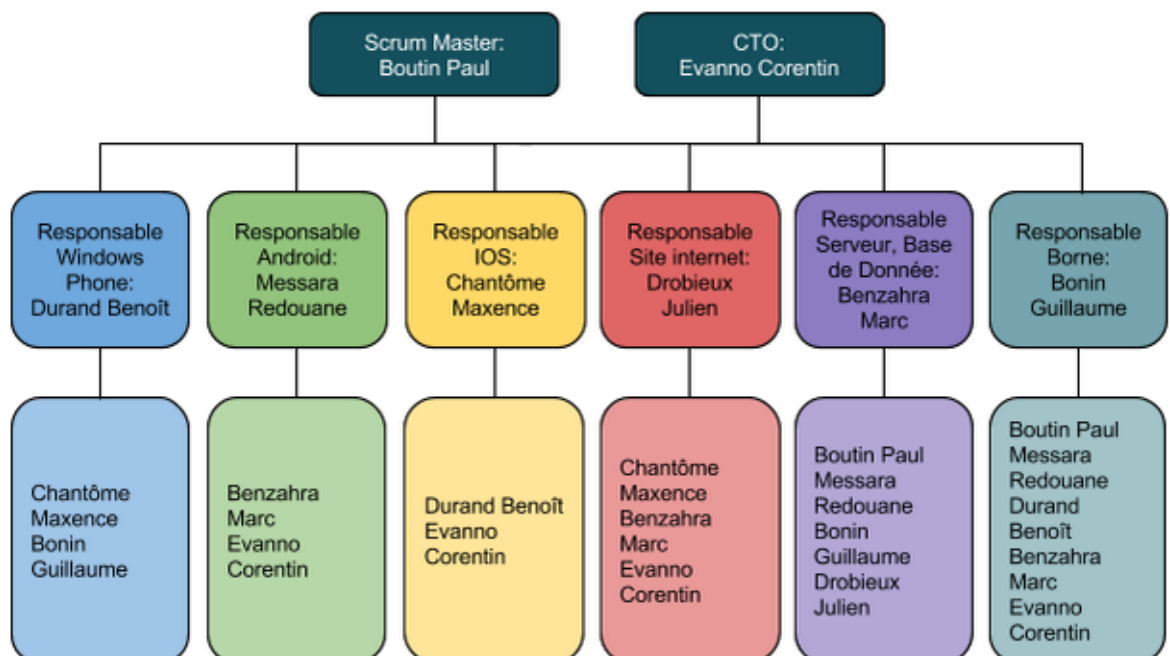 Scrum Master:
Boutin Paul
CTO:
Evanno Corentin
Responsable
Windows
Phone:
Durand Benoît
Responsable
Android:
Messara
Redouane
Responsable
IOS:
Chantôme
Maxence
Responsable
Site internet:
Drobieux
Julien
Responsable
Serveur, Base
de Donnée:
Benzahra
Marc
Responsable
Borne:
Bonin
Guillaume
Chantôme
Maxence
Bonin
Guillaume
Benzahra
Marc
Evanno
Corentin
Durand Benoît
Evanno
Corentin
Chantôme
Maxence
Benzahra
Marc
Evanno
Corentin
Boutin Paul
Messara
Redouane
Bonin
Guillaume
Drobieux
Julien
Boutin Paul
Messara
Redouane
Durand
Benoît
Benzahra
Marc
Evanno
Corentin